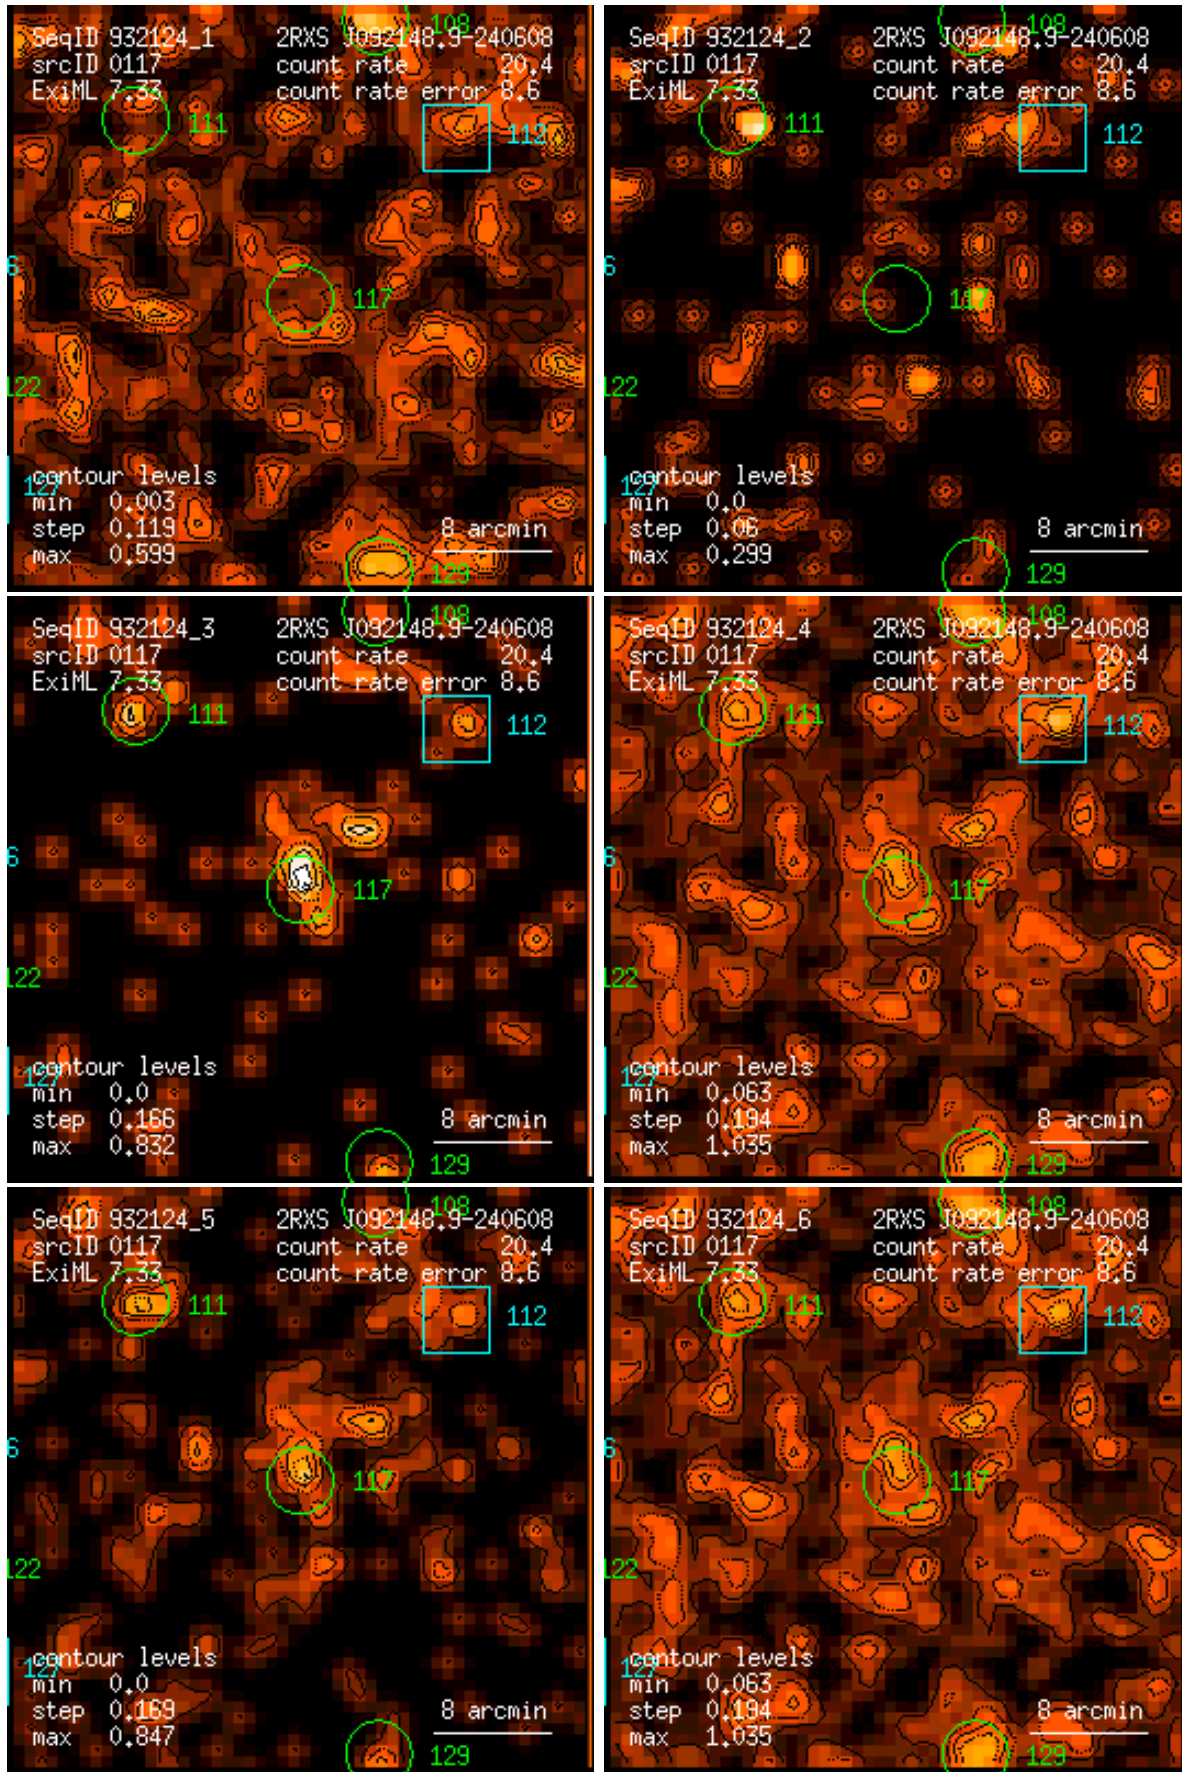 108
SeqID 932124_1 2RXS J092148.9-240608
srcID 0117 count rate 20.4
ExiML 7.33 count rate error 8.6
111
112
6
117
122
127
contour levels
min 0.003
step 0.119
max 0.599
8 arcmin
129
108
SeqID 932124_2 2RXS J092148.9-240608
srcID 0117 count rate 20.4
ExiML 7.33 count rate error 8.6
111
112
6
117
122
127
contour levels
min 0.0
step 0.06
max 0.299
8 arcmin
129
108
SeqID 932124_3 2RXS J092148.9-240608
srcID 0117 count rate 20.4
ExiML 7.33 count rate error 8.6
111
112
6
117
122
127
contour levels
min 0.0
step 0.166
max 0.832
8 arcmin
129
108
SeqID 932124_4 2RXS J092148.9-240608
srcID 0117 count rate 20.4
ExiML 7.33 count rate error 8.6
111
112
6
117
122
127
contour levels
min 0.063
step 0.194
max 1.035
8 arcmin
129
108
SeqID 932124_5 2RXS J092148.9-240608
srcID 0117 count rate 20.4
ExiML 7.33 count rate error 8.6
111
112
6
117
122
127
contour levels
min 0.0
step 0.169
max 0.847
8 arcmin
129
108
SeqID 932124_6 2RXS J092148.9-240608
srcID 0117 count rate 20.4
ExiML 7.33 count rate error 8.6
111
112
6
117
122
127
contour levels
min 0.063
step 0.194
max 1.035
8 arcmin
129